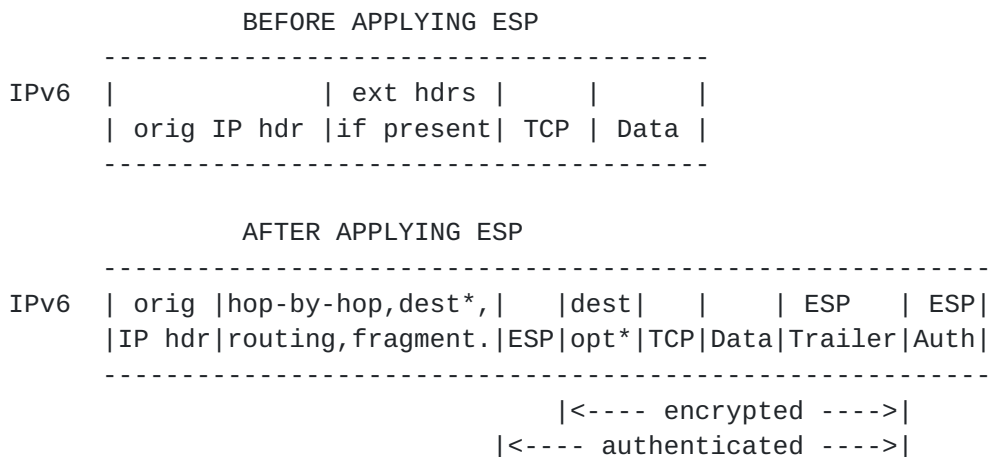 BEFORE APPLYING ESP
---------------------------------------
IPv6  |              | ext hdrs |     |      |
      | orig IP hdr  |if present| TCP | Data |
---------------------------------------
AFTER APPLYING ESP
---------------------------------------------------------
IPv6  | orig |hop-by-hop,dest*,|   |dest|   |    | ESP   | ESP|
      |IP hdr|routing,fragment.|ESP|opt*|TCP|Data|Trailer|Auth|
---------------------------------------------------------
|<---- encrypted ---->|
|<---- authenticated ---->|